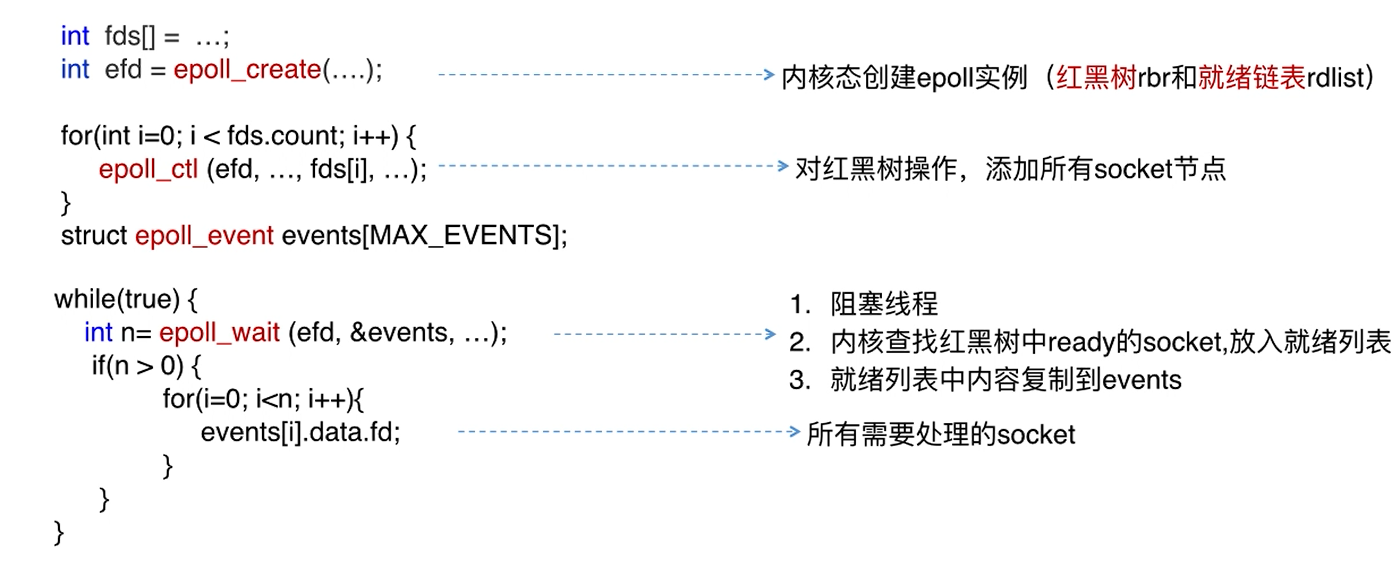 int fds[] = …;
int efd = epoll_create(….);
内核态创建epoll实例（红黑树rbr和就绪链表rdlist）
for(int i=0; i < fds.count; i++) {
epoll_ctl (efd, …, fds[i], …);
对红黑树操作，添加所有socket节点
}
struct epoll_event events[MAX_EVENTS];
while(true) {
int n= epoll_wait (efd, &events, …);
1. 阻塞线程
2. 内核查找红黑树中ready的socket,放入就绪列表
3. 就绪列表中内容复制到events
if(n > 0) {
for(i=0; i<n; i++){
events[i].data.fd;
所有需要处理的socket
}
}
}